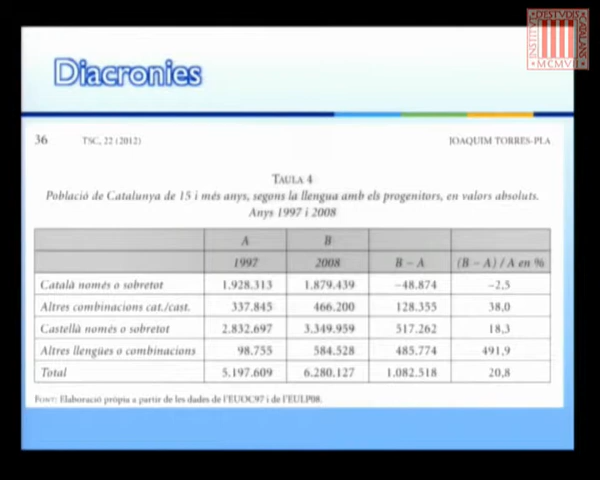 INSTITVT D'ESTVDIS CATALANS
MCMVII
Diacronies
36 TSC, 22 (2012) JOAQUIM TORRES-PLA
TAULA 4
Població de Catalunya de 15 i més anys, segons la llengua amb els progenitors, en valors absoluts.
Anys 1997 i 2008
A B
1997 2008 B – A (B – A) / A en %
Català només o sobretot 1.928.313 1.879.439 –48.874 –2,5
Altres combinacions cat./cast. 337.845 466.200 128.355 38,0
Castellà només o sobretot 2.832.697 3.349.959 517.262 18,3
Altres llengües o combinacions 98.755 584.528 485.774 491,9
Total 5.197.609 6.280.127 1.082.518 20,8
FONT: Elaboració pròpia a partir de les dades de l'EUOC97 i de l'EULP08.